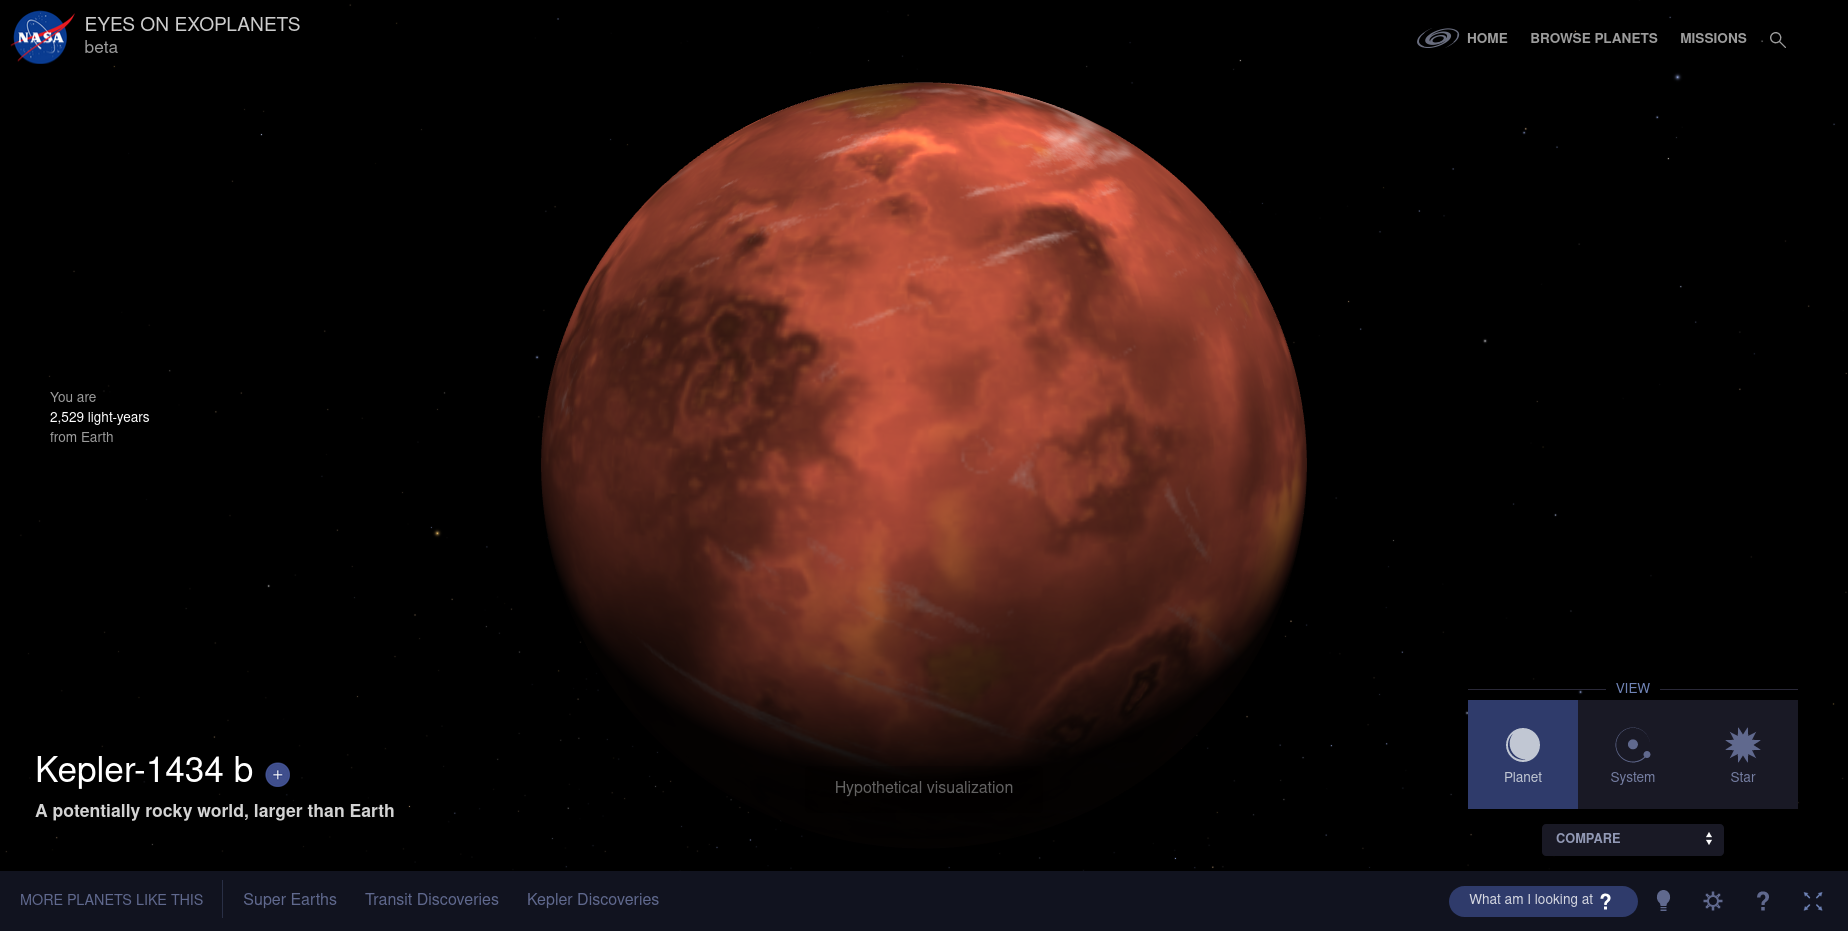 NASA
EYES ON EXOPLANETS
beta
HOME
BROWSE PLANETS
MISSIONS
You are
2,529 light-years
from Earth
VIEW
Planet
System
Star
Kepler-1434 b +
A potentially rocky world, larger than Earth
Hypothetical visualization
COMPARE
MORE PLANETS LIKE THIS
Super Earths
Transit Discoveries
Kepler Discoveries
What am I looking at ?
?